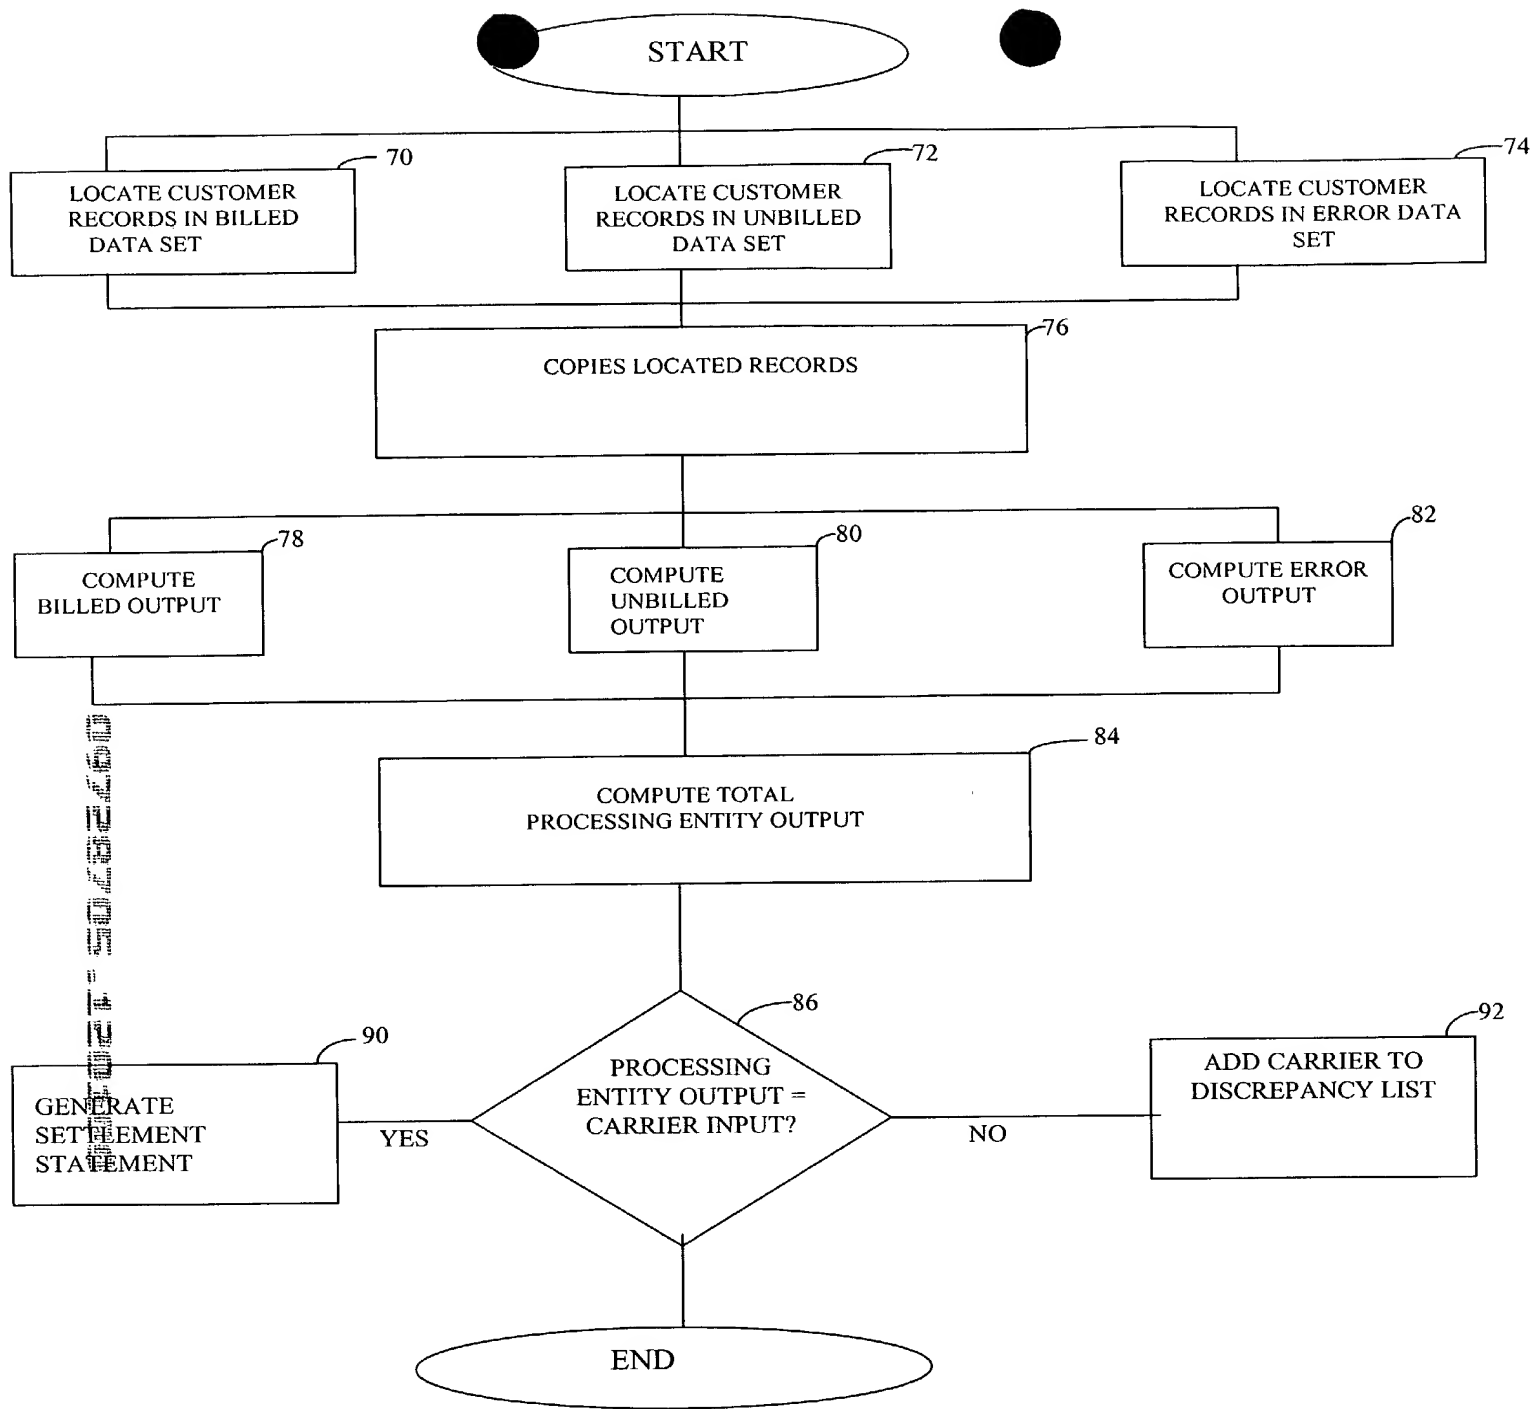 START
70
72
74
LOCATE CUSTOMER
RECORDS IN BILLED
DATA SET
LOCATE CUSTOMER
RECORDS IN UNBILLED
DATA SET
LOCATE CUSTOMER
RECORDS IN ERROR DATA
SET
76
COPIES LOCATED RECORDS
78
80
82
COMPUTE
BILLED OUTPUT
COMPUTE
UNBILLED
OUTPUT
COMPUTE ERROR
OUTPUT
84
COMPUTE TOTAL
PROCESSING ENTITY OUTPUT
86
90
92
PROCESSING
ENTITY OUTPUT =
CARRIER INPUT?
GENERATE
SETTLEMENT
STATEMENT
YES
NO
ADD CARRIER TO
DISCREPANCY LIST
END